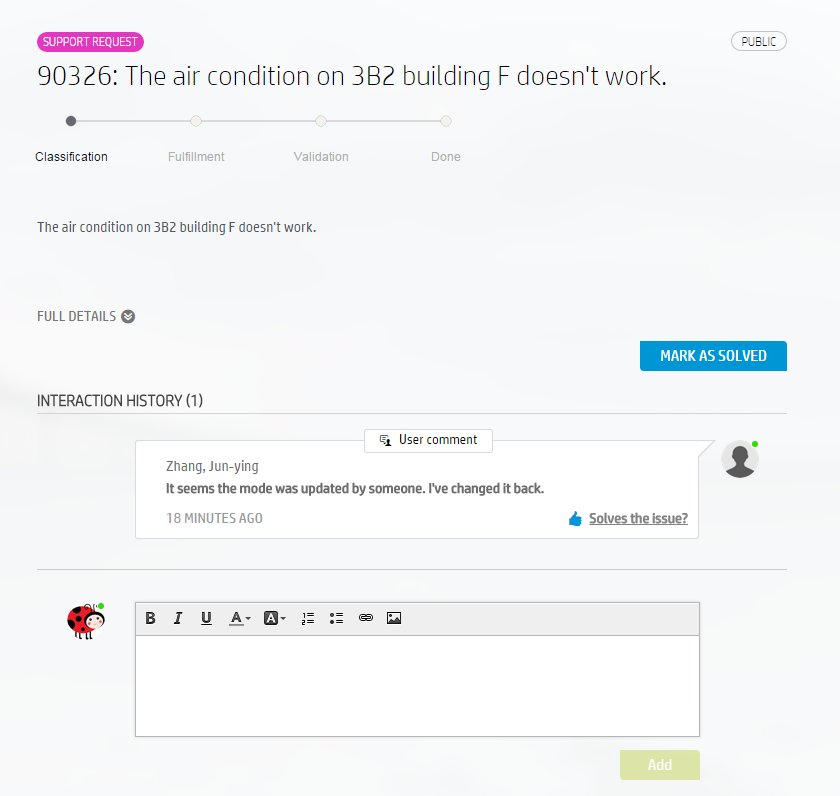 SUPPORT REQUEST
PUBLIC
90326: The air condition on 3B2 building F doesn't work.
Classification
Fulfillment
Validation
Done
The air condition on 3B2 building F doesn't work.
FULL DETAILS
MARK AS SOLVED
INTERACTION HISTORY (1)
User comment
Zhang, Jun-ying
It seems the mode was updated by someone. I've changed it back.
18 MINUTES AGO
Solves the issue?
B I U A A
Add